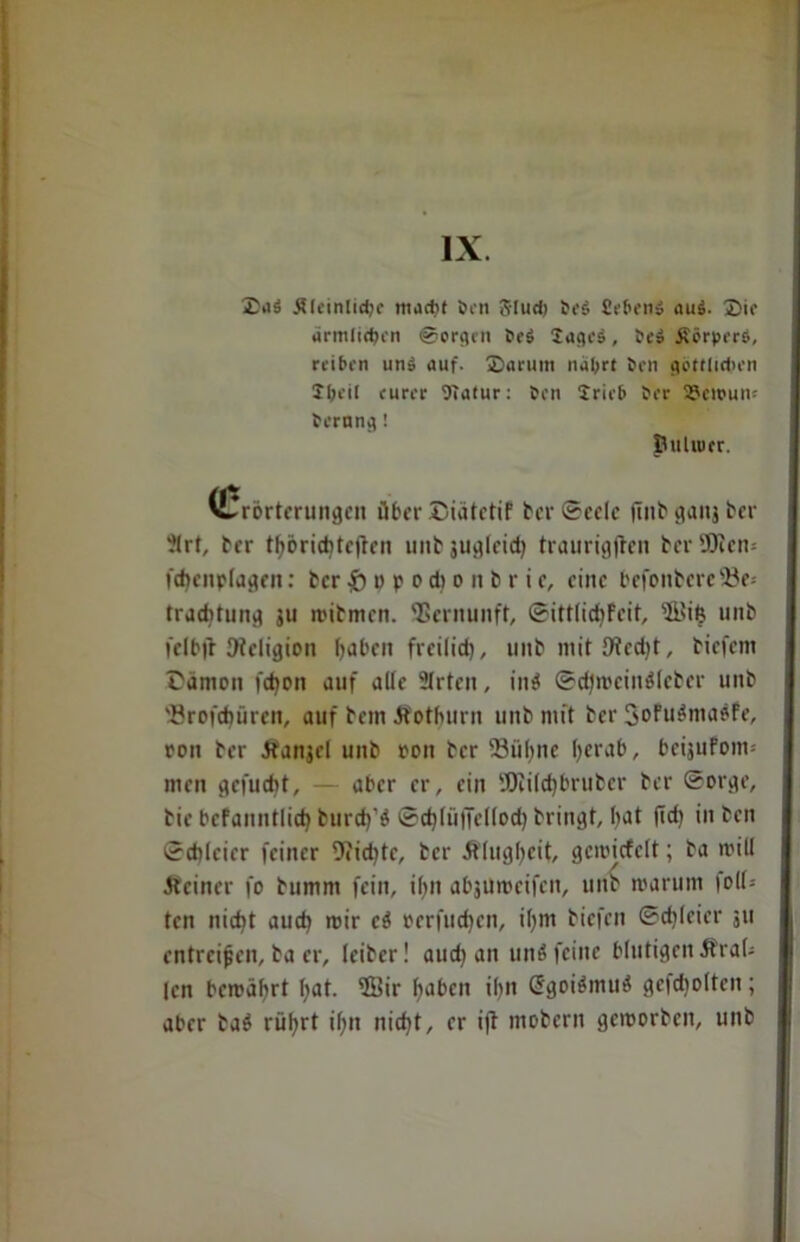 IX.
Das Kleinliche macht den Fluch des Lebens aus. Die
ärmlichen Sorgen des Tages, des Körpers,
reiben uns auf. Darum nährt den göttlichen
Theil eurer Natur: den Trieb der Bewun=
derung!
Bulwer.
Erörterungen über Diätetik der Seele sind ganz der
Art, der thörichtesten und zugleich traurigsten der Men=
schenplagen: der Hypochondrie, eine besondere Be=
trachtung zu widmen. Vernunft, Sittlichkeit, Witz und
selbst Religion haben freilich, und mit Recht, diesem
Dämon schon auf alle Arten, ins Schweinsleder und
Broschüren, auf dem Kothurn und mit der Jokusmaske,
von der Kanzel und von der Bühne herab, beizukom=
men gesucht, — aber er, ein Milchbruder der Sorge,
die bekanntlich durch's Schlüsselloch bringt, hat sich in den
Schleier seiner Nichte, der Klugheit, gewickelt; da will
Keiner so dumm sein, ihn abzuweisen, und warum soll=
ten nicht auch wir es versuchen, ihm diesen Schleier zu
entreißen, da er, leider! auch an uns seine blutigen Kral=
len bewährt hat. Wir haben ihn Egoismus gescholten;
aber das rührt ihn nicht, er ist modern geworden, und